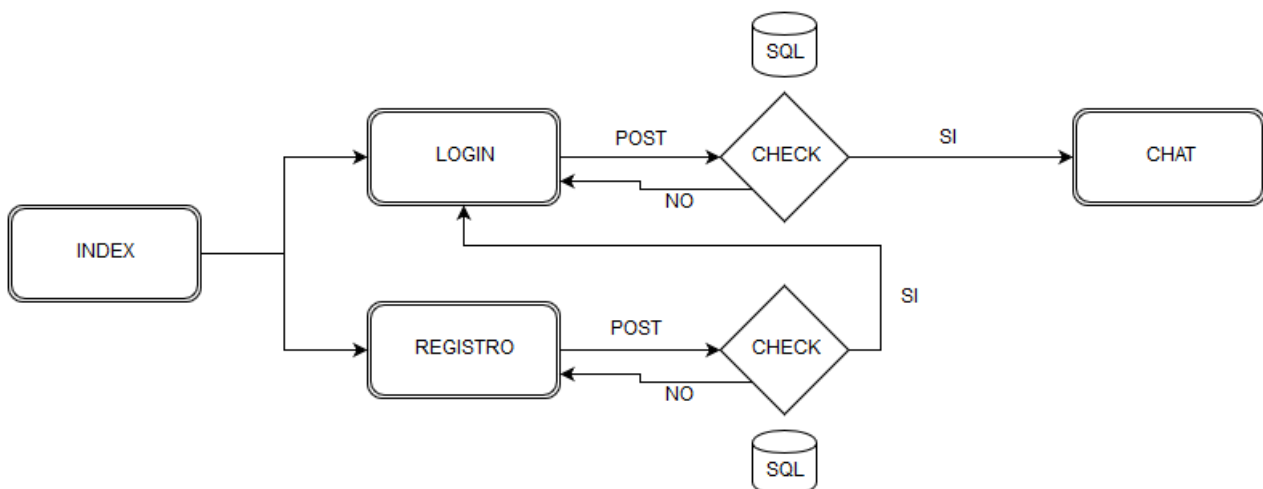 SQL
LOGIN
POST
CHECK
SI
CHAT
NO
INDEX
SI
REGISTRO
POST
CHECK
NO
SQL